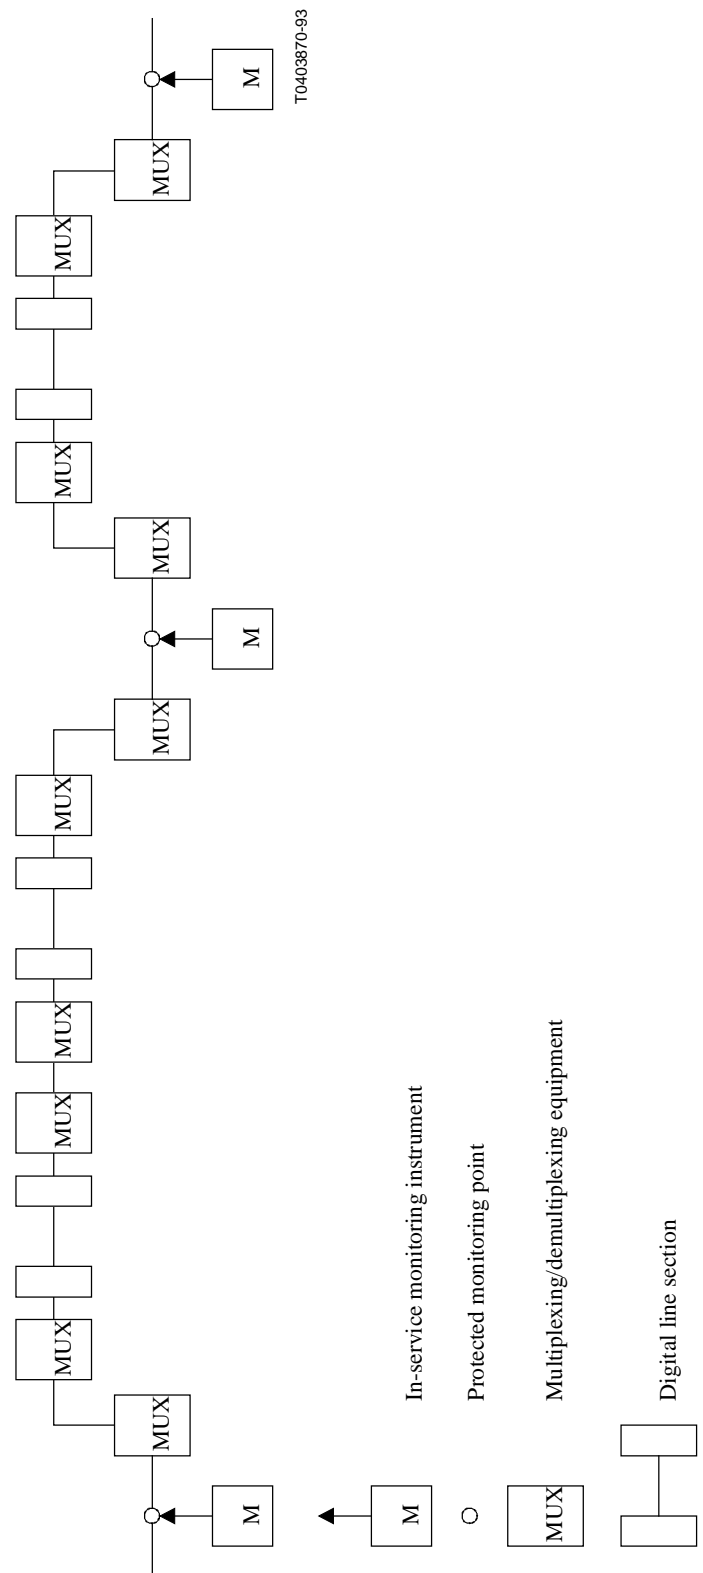 MUX
MUX
MUX
MUX
MUX
MUX
MUX
MUX
MUX
MUX
M
M
M
T0403870-93
M
In-service monitoring instrument
Protected monitoring point
MUX
Multiplexing/demultiplexing equipment
Digital line section